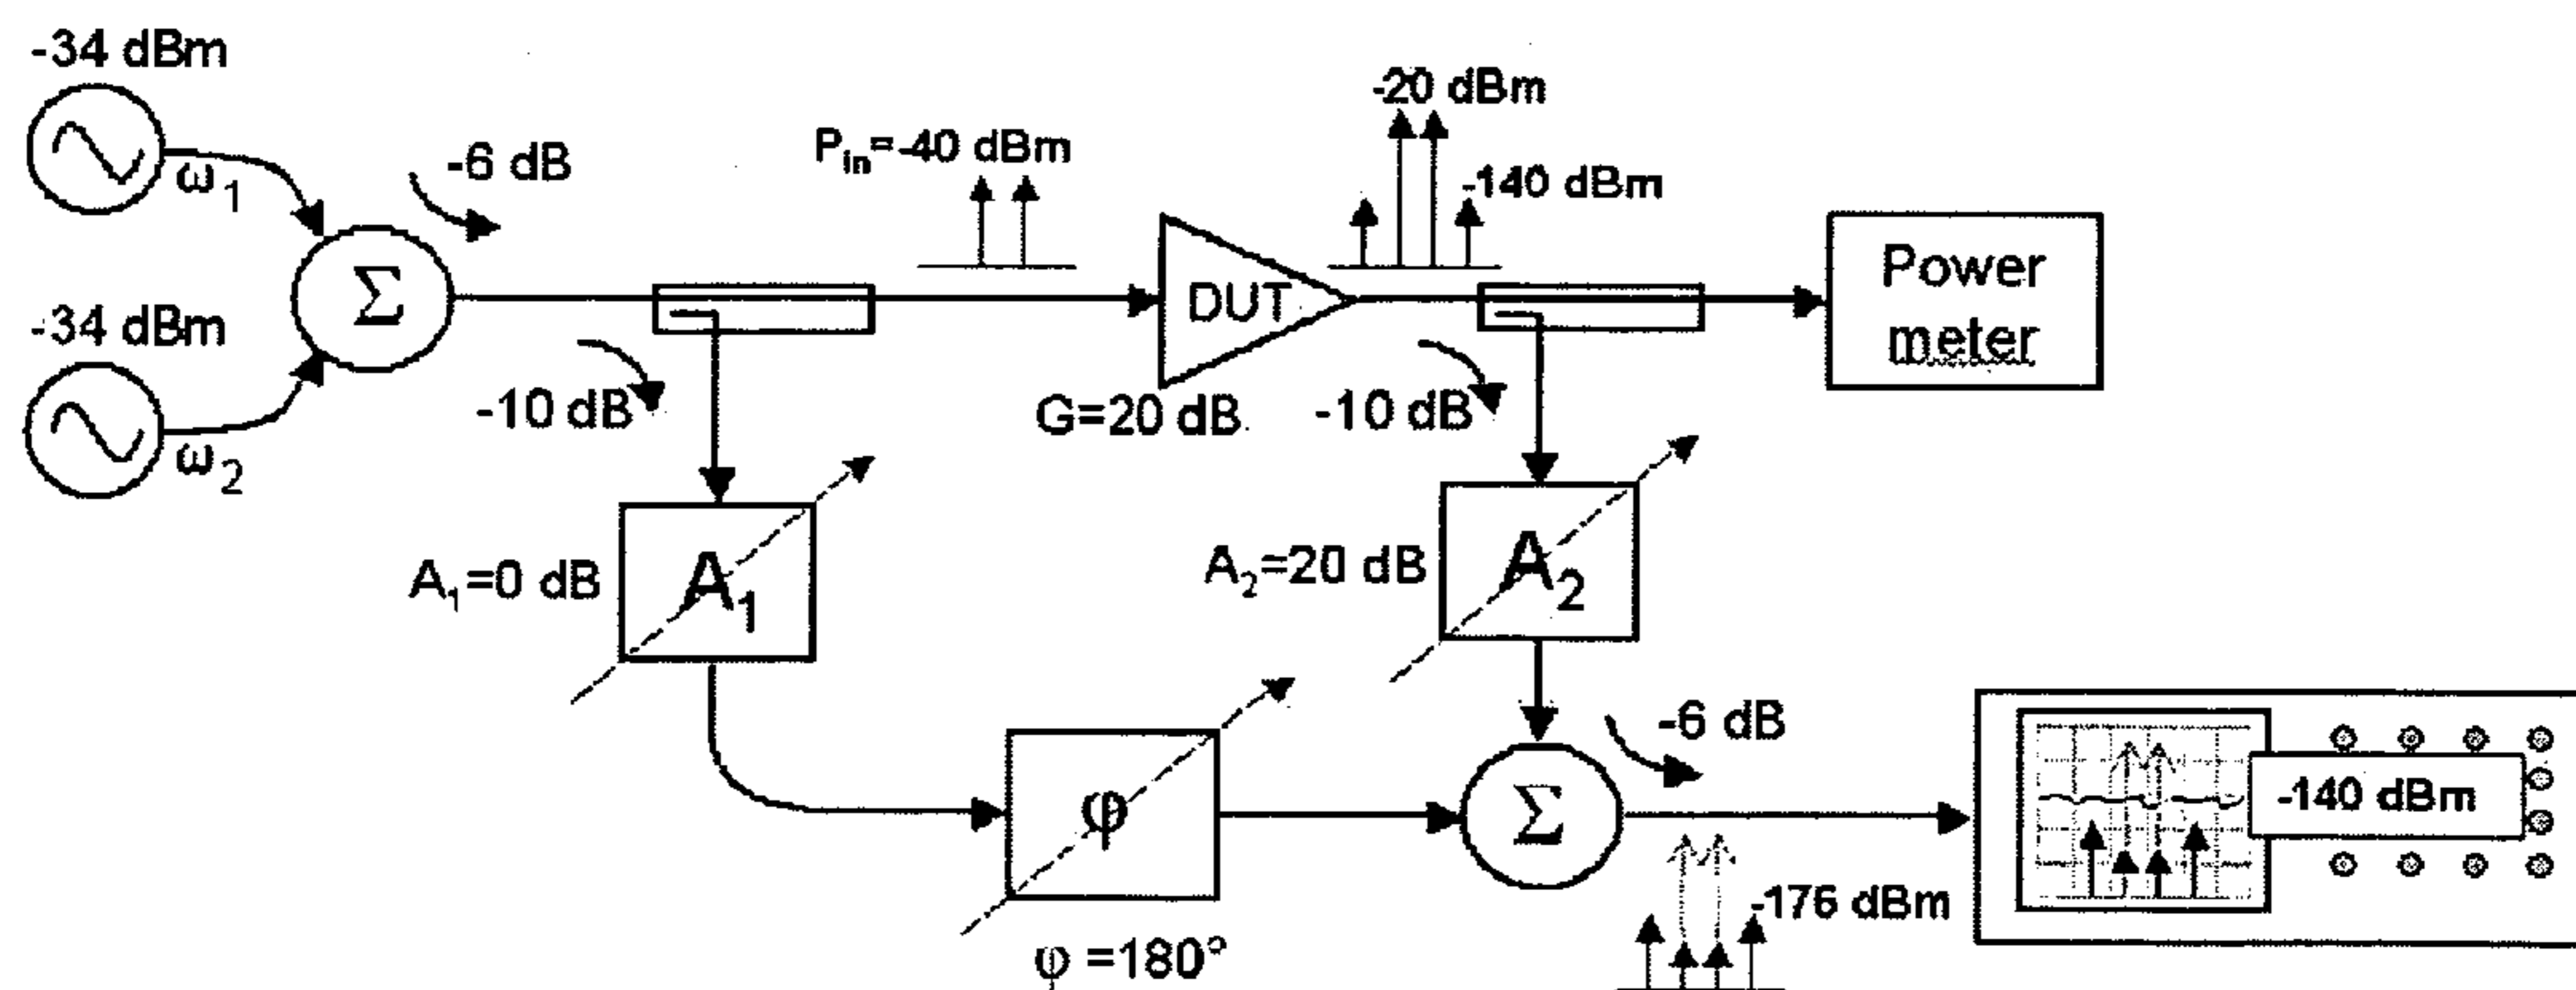 -34 dBm
ω1
-6 dB
Σ
-34 dBm
ω2
-10 dB
Pin=-40 dBm
DUT
G=20 dB
-20 dBm
-140 dBm
-10 dB
Power
meter
A1=0 dB
A1
A2=20 dB
A2
φ
φ =180°
Σ
-6 dB
-176 dBm
-140 dBm